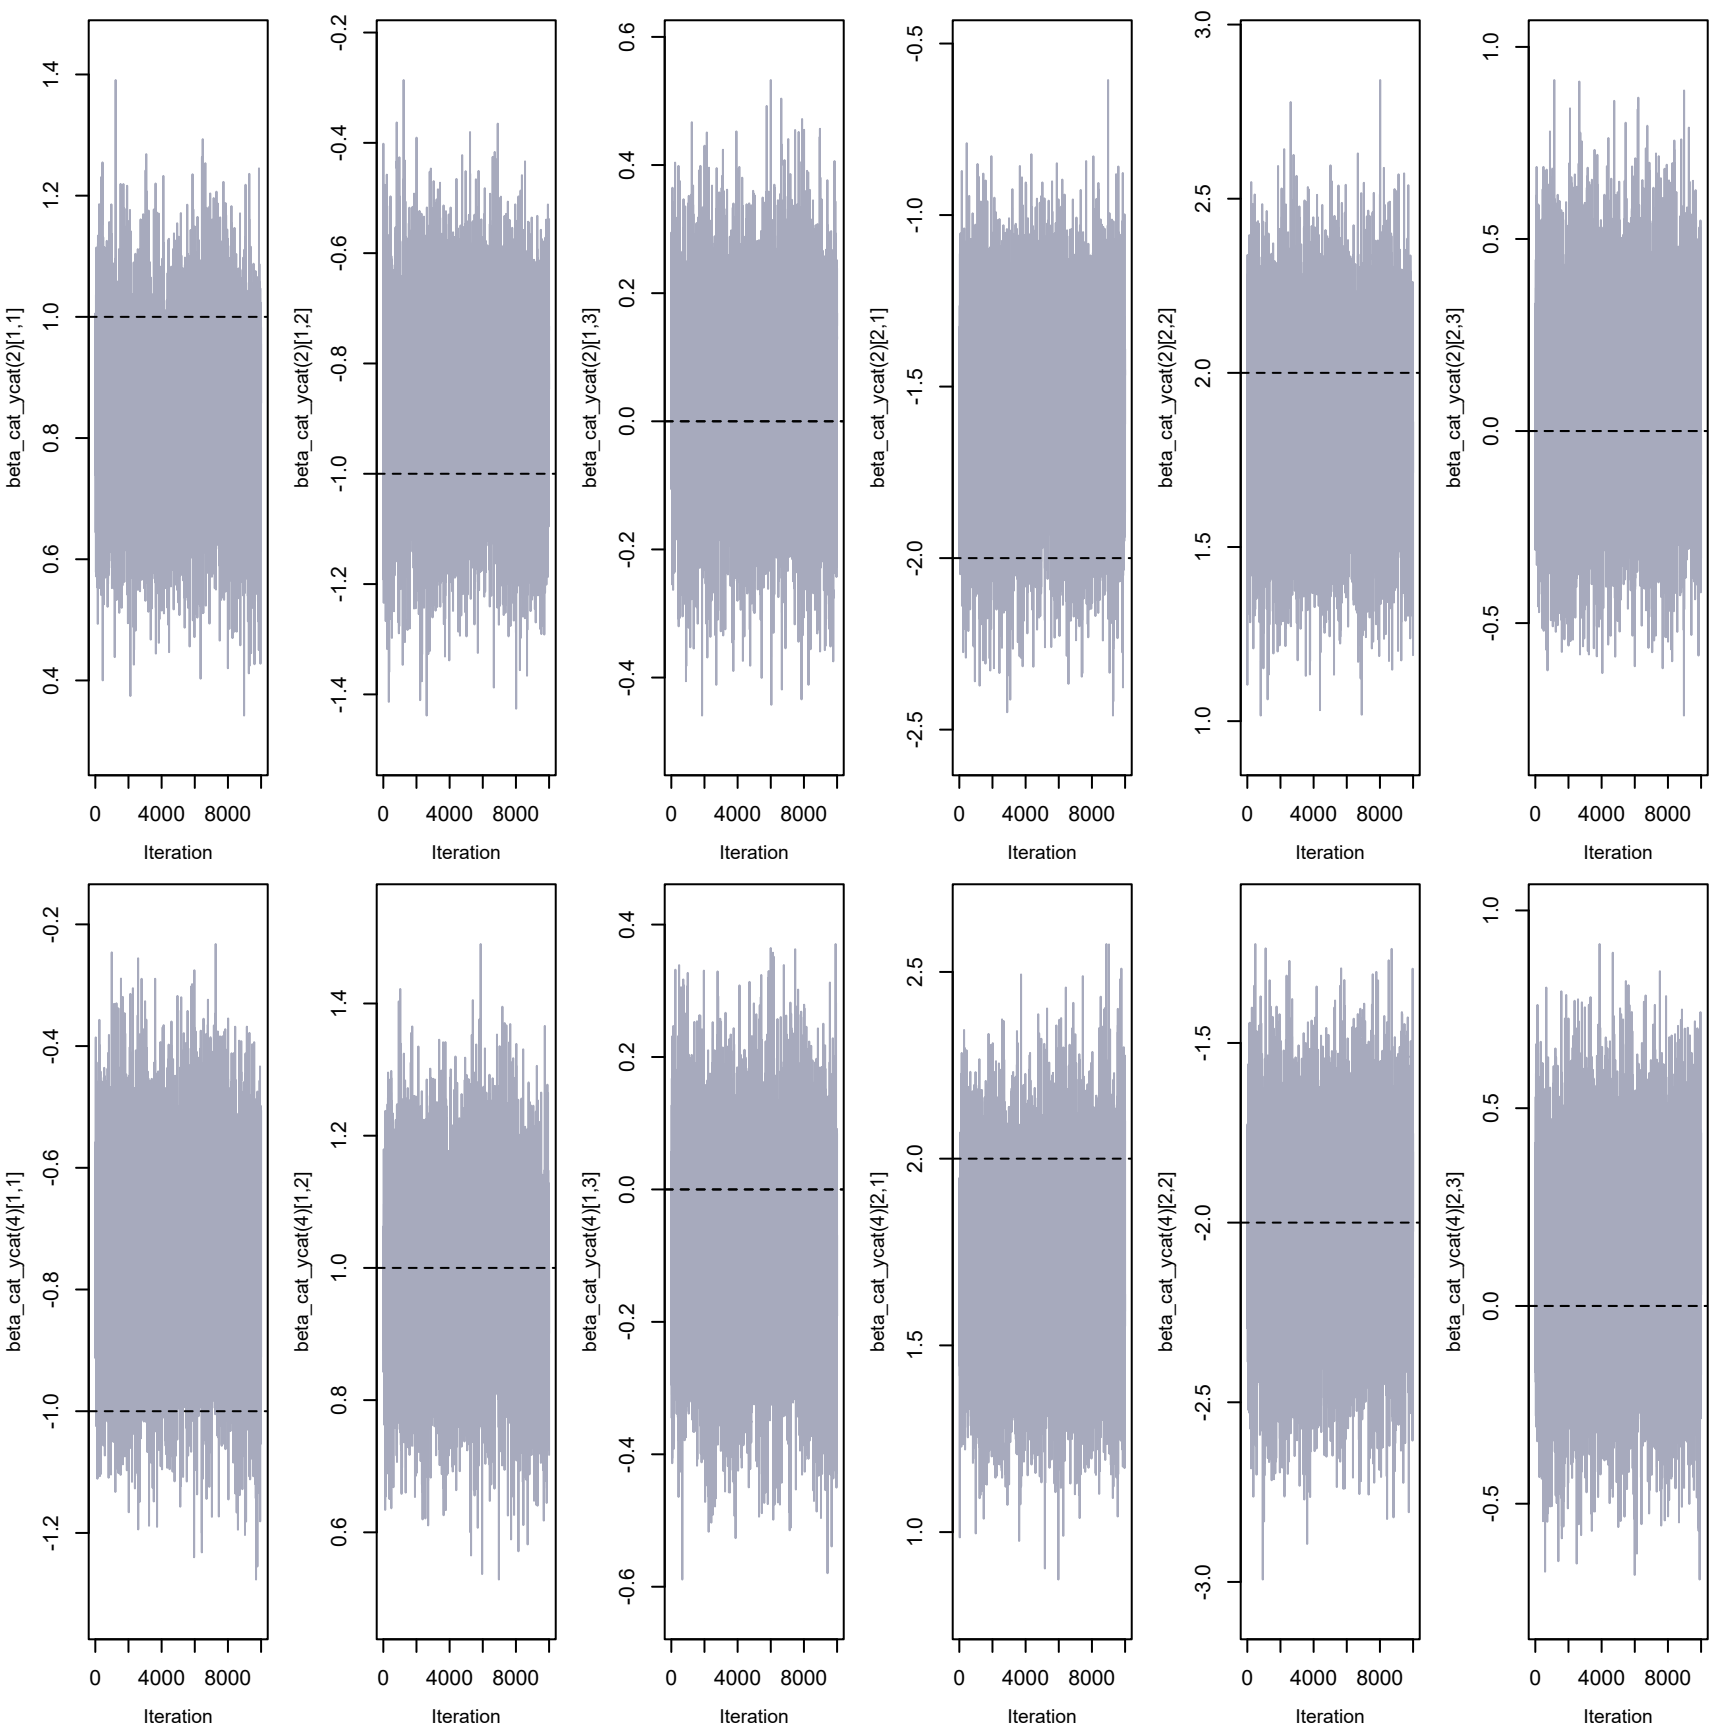 beta_cat_ycat(2)[1,1]
0.4 0.6 0.8 1.0 1.2 1.4
0 4000 8000
Iteration
beta_cat_ycat(2)[1,2]
-1.4 -1.2 -1.0 -0.8 -0.6 -0.4 -0.2
0 4000 8000
Iteration
beta_cat_ycat(2)[1,3]
-0.4 -0.2 0.0 0.2 0.4 0.6
0 4000 8000
Iteration
beta_cat_ycat(2)[2,1]
-2.5 -2.0 -1.5 -1.0 -0.5
0 4000 8000
Iteration
beta_cat_ycat(2)[2,2]
1.0 1.5 2.0 2.5 3.0
0 4000 8000
Iteration
beta_cat_ycat(2)[2,3]
-0.5 0.0 0.5 1.0
0 4000 8000
Iteration
beta_cat_ycat(4)[1,1]
-1.2 -1.0 -0.8 -0.6 -0.4 -0.2
0 4000 8000
Iteration
beta_cat_ycat(4)[1,2]
0.6 0.8 1.0 1.2 1.4
0 4000 8000
Iteration
beta_cat_ycat(4)[1,3]
-0.6 -0.4 -0.2 0.0 0.2 0.4
0 4000 8000
Iteration
beta_cat_ycat(4)[2,1]
1.0 1.5 2.0 2.5
0 4000 8000
Iteration
beta_cat_ycat(4)[2,2]
-3.0 -2.5 -2.0 -1.5
0 4000 8000
Iteration
beta_cat_ycat(4)[2,3]
-0.5 0.0 0.5 1.0
0 4000 8000
Iteration